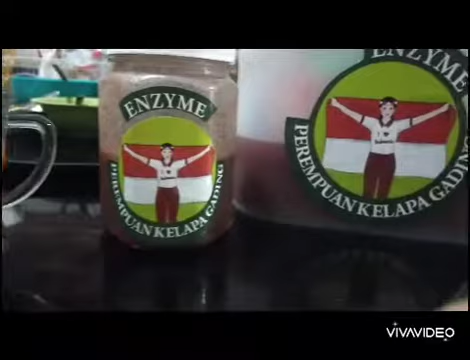 ENZYME
PEREMPUAN KELAPA GADING
ENZYME
PEREMPUAN KELAPA GADING
VIVAVIDEO